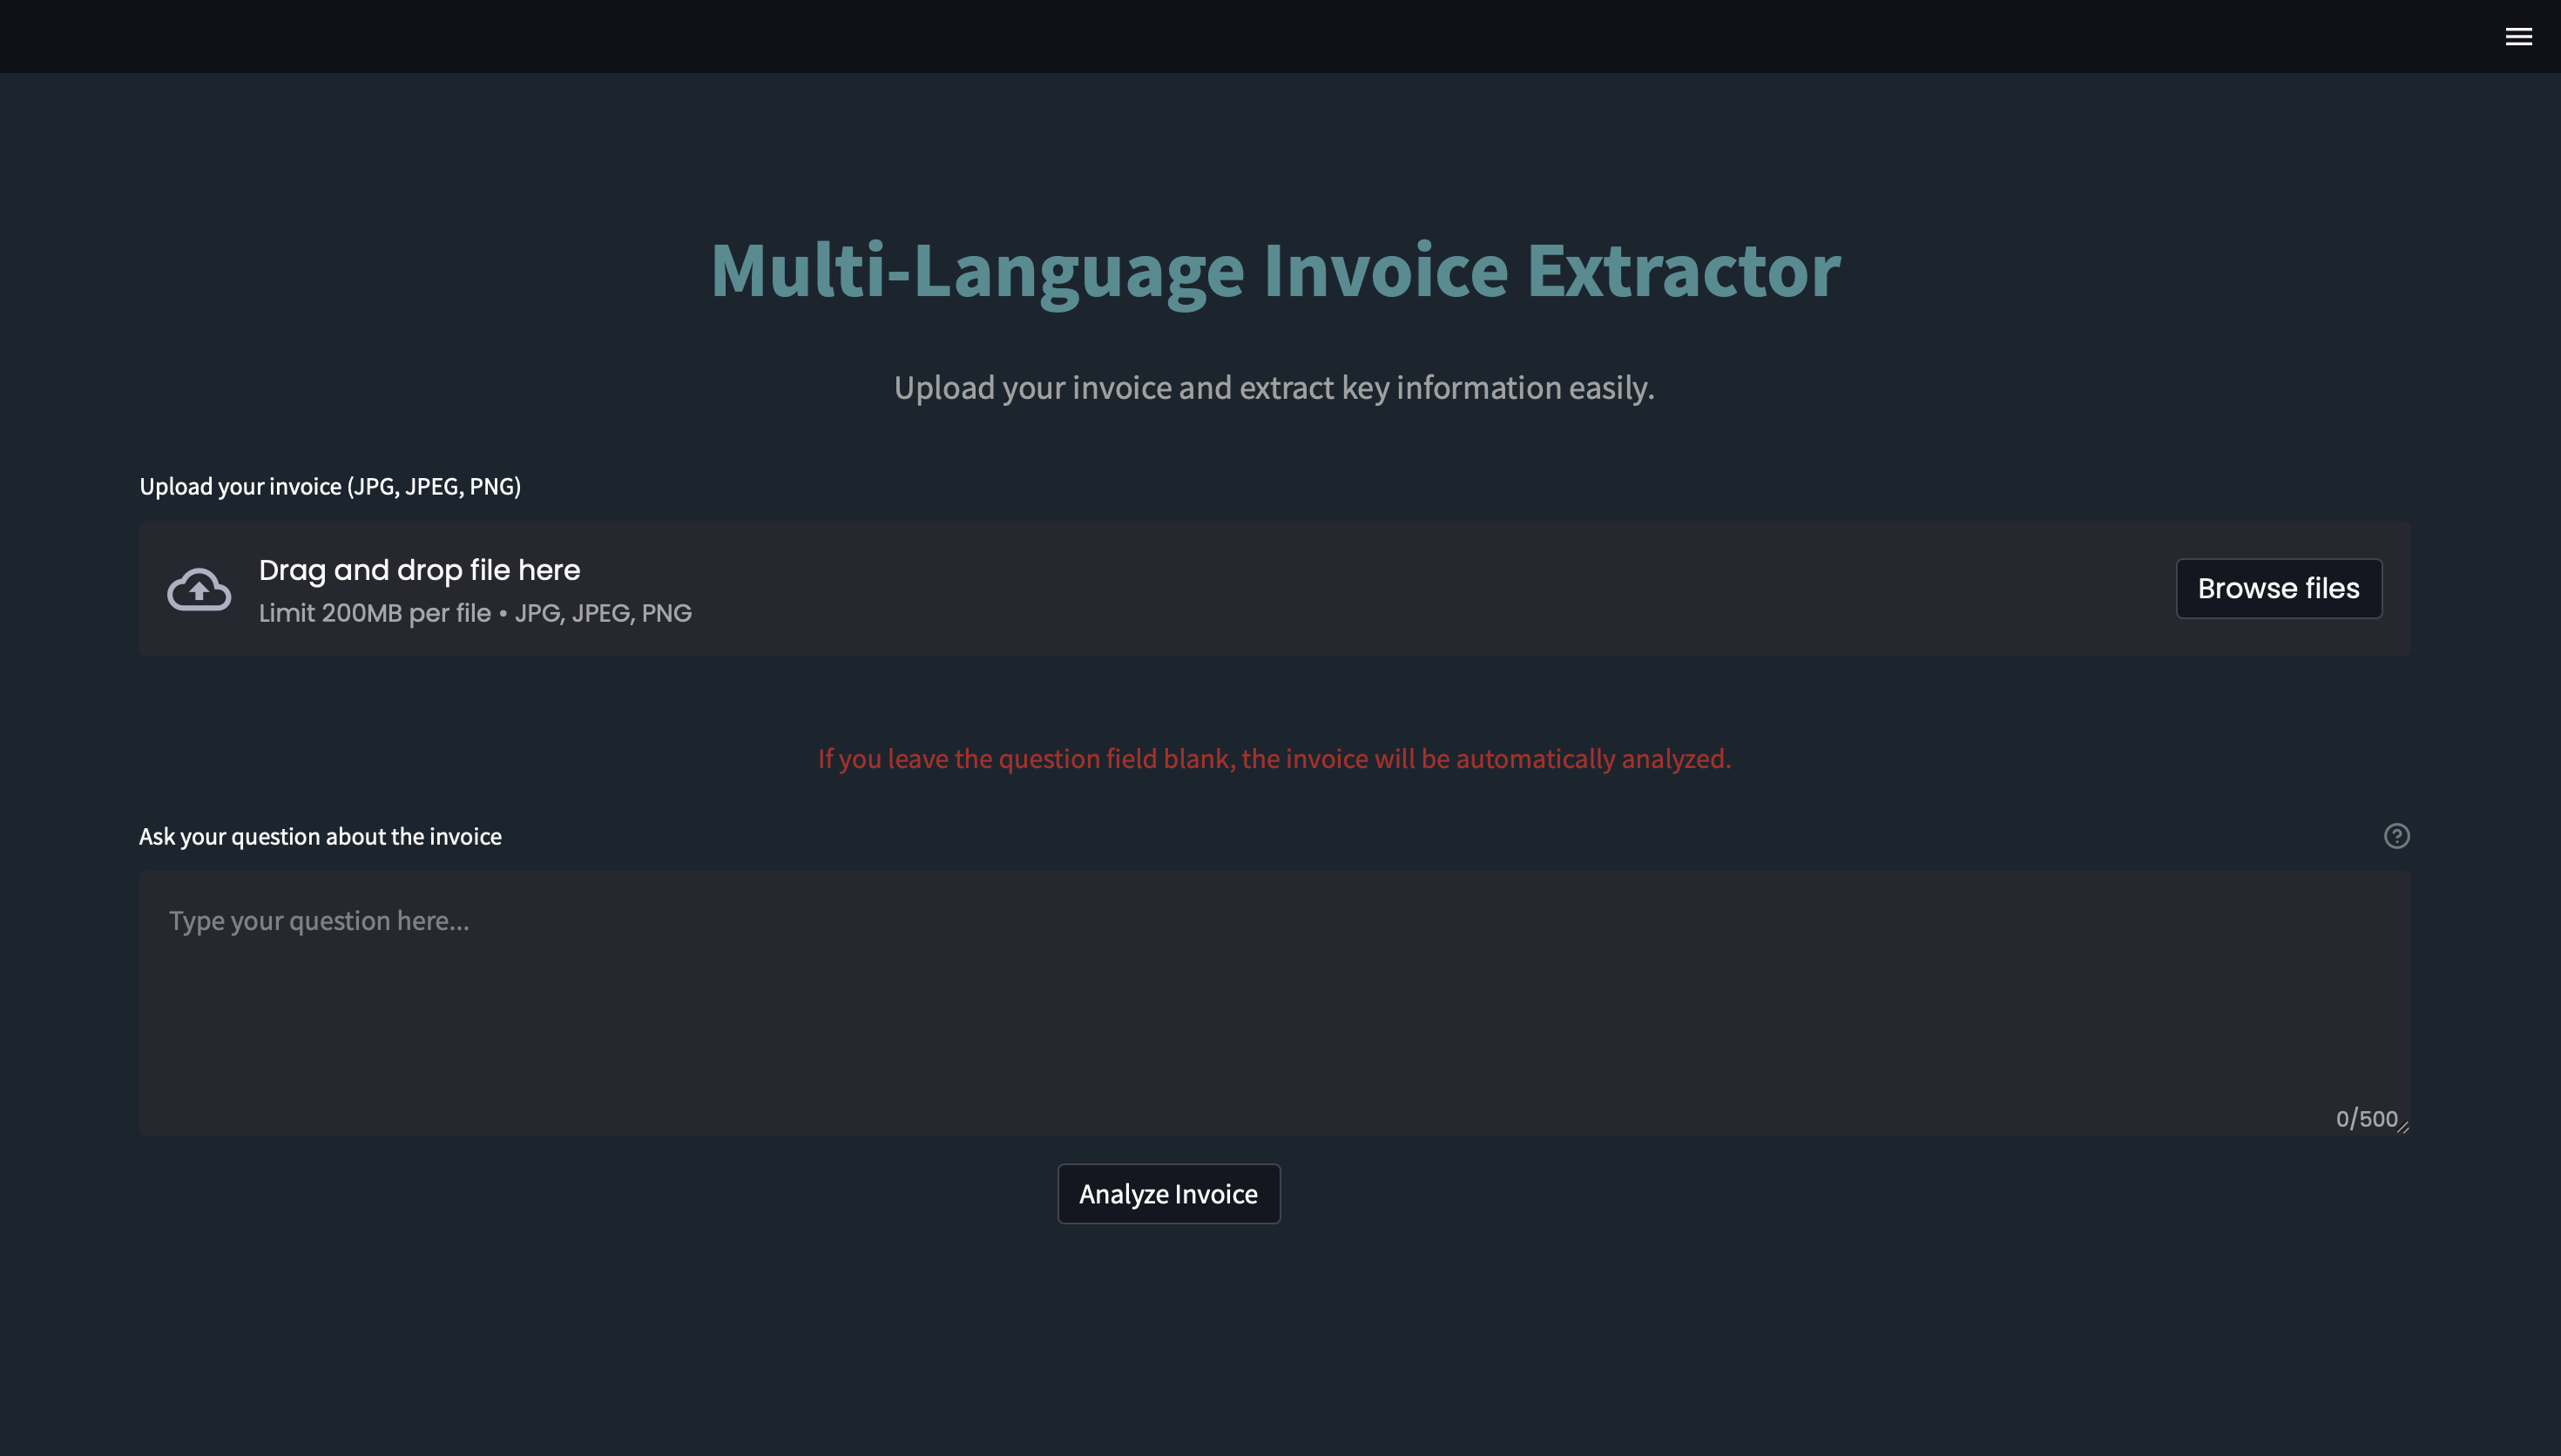 Multi-Language Invoice Extractor
Upload your invoice and extract key information easily.
Upload your invoice (JPG, JPEG, PNG)
Drag and drop file here
Limit 200MB per file • JPG, JPEG, PNG
Browse files
If you leave the question field blank, the invoice will be automatically analyzed.
Ask your question about the invoice
Type your question here...
0/500
Analyze Invoice